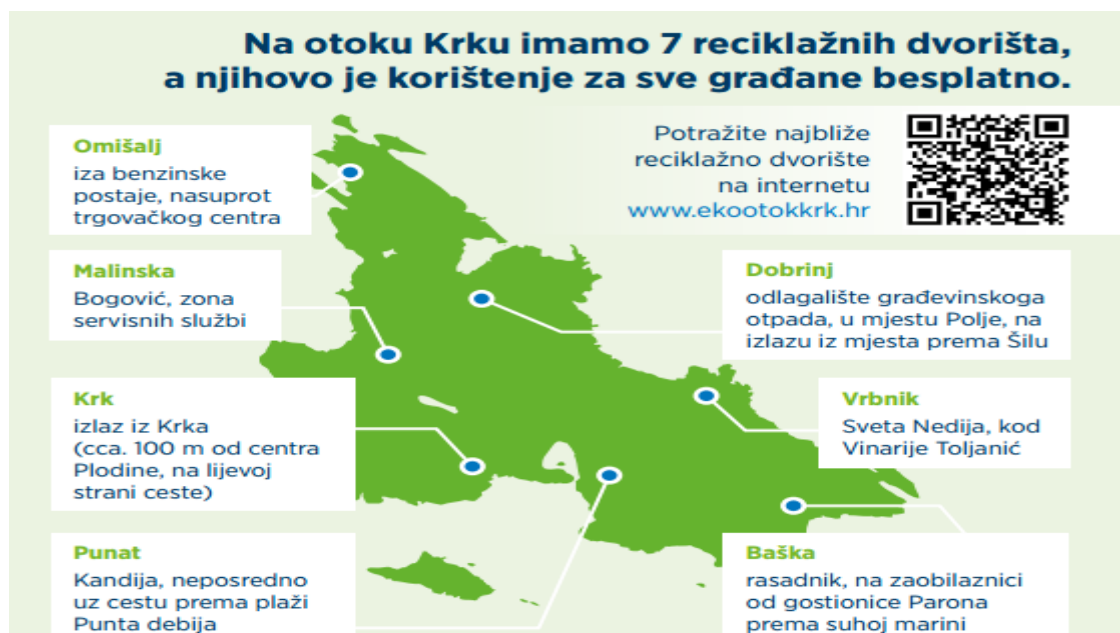 Na otoku Krku imamo 7 reciklažnih dvorišta,
a njihovo je korištenje za sve građane besplatno.
Potražite najbliže
reciklažno dvorište
na internetu
www.ekootokkrk.hr
Omišalj
iza benzinske
postaje, nasuprot
trgovačkog centra
Malinska
Bogović, zona
servisnih službi
Dobrinj
odlagalište građevinskoga
otpada, u mjestu Polje, na
izlazu iz mjesta prema Šilu
Krk
izlaz iz Krka
(cca. 100 m od centra
Plodine, na lijevoj
strani ceste)
Vrbnik
Sveta Nedija, kod
Vinarije Toljanić
Punat
Kandija, neposredno
uz cestu prema plaži
Punta debija
Baška
rasadnik, na zaobilaznici
od gostionice Parona
prema suhoj marini